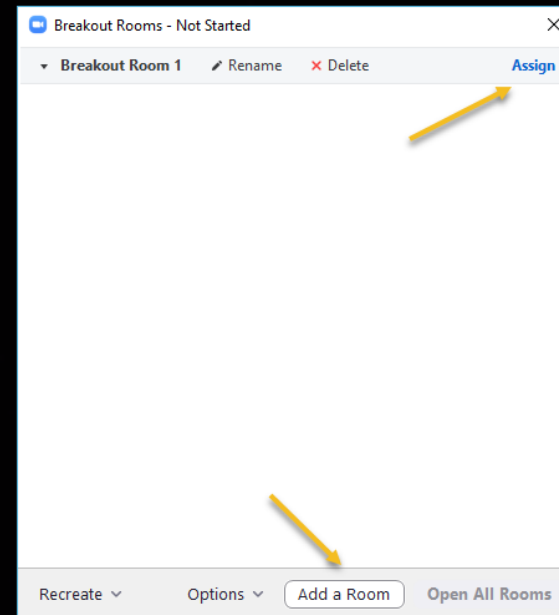 Breakout Rooms - Not Started
Breakout Room 1 Rename Delete Assign
Recreate Options Add a Room Open All Rooms